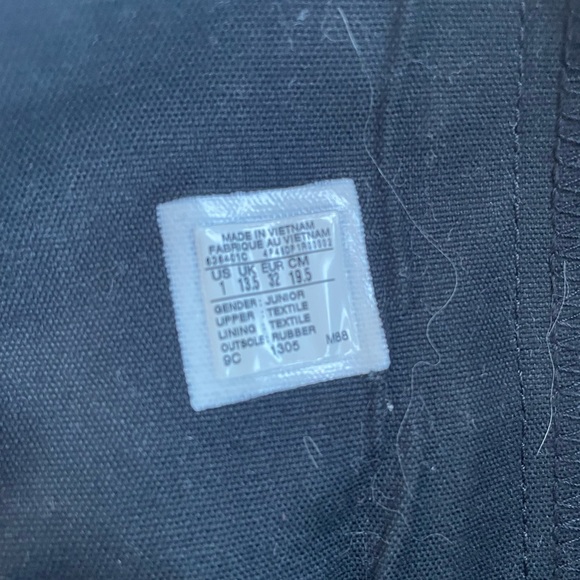 MADE IN VIETNAM
FABRIQUE AU VIETNAM
US UK EUR CM
1 13.5 32 19.5
GENDER : JUNIOR
UPPER : TEXTILE
LINING : TEXTILE
OUTSOLE : RUBBER
9C 1305 M88